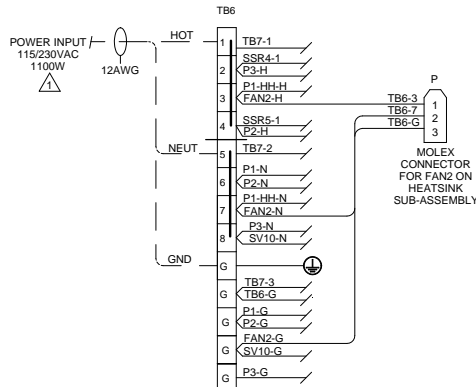 TB6
POWER INPUT
115/230VAC
1100W
1
12AWG
HOT
NEUT
GND
1
TB7-1
2
SSR4-1
P3-H
3
P1-HH-H
FAN2-H
4
SSR5-1
P2-H
5
TB7-2
6
P1-N
P2-N
7
P1-HH-N
FAN2-N
8
P3-N
SV10-N
G
G
TB7-3
TB6-G
G
P1-G
P2-G
G
FAN2-G
SV10-G
G
P3-G
P
TB6-3
1
TB6-7
2
TB6-G
3
MOLEX
CONNECTOR
FOR FAN2 ON
HEATSINK
SUB-ASSEMBLY